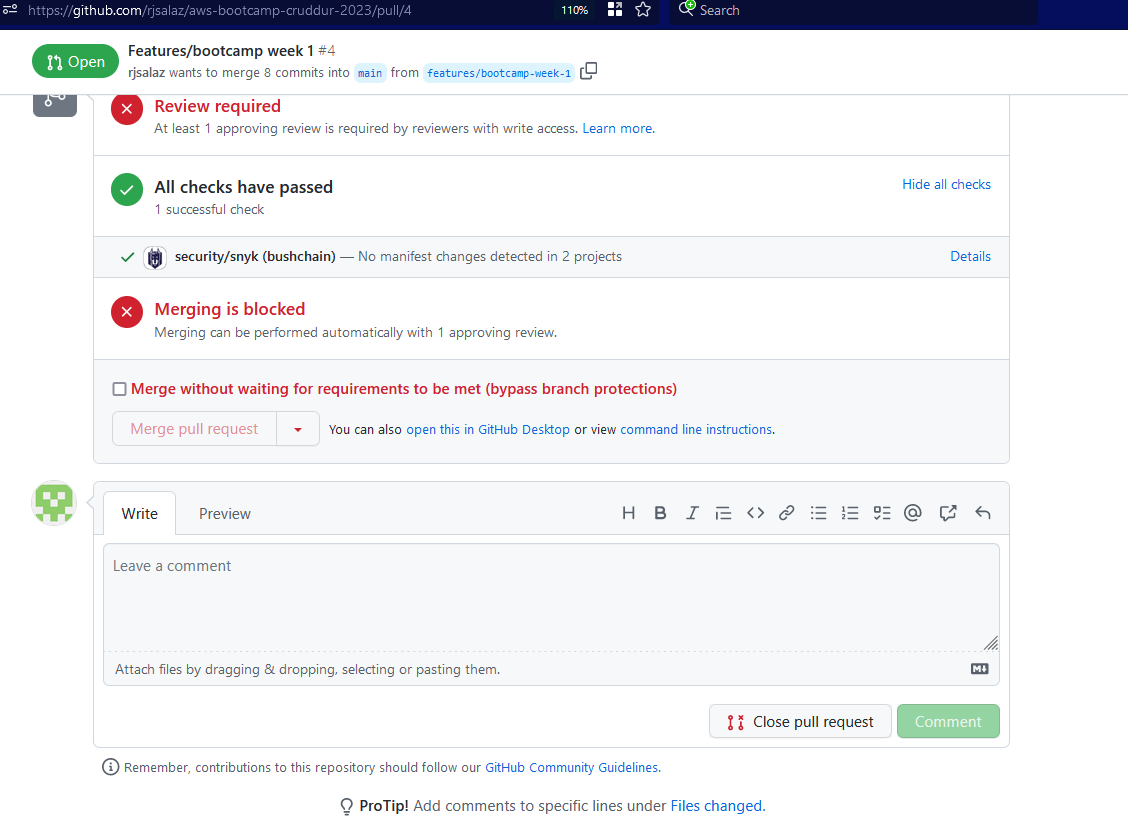 https://github.com/rjsalaz/aws-bootcamp-cruddur-2023/pull/4 110% Search
Open
Features/bootcamp week 1 #4
rjsalaz wants to merge 8 commits into main from features/bootcamp-week-1
Review required
At least 1 approving review is required by reviewers with write access. Learn more.
All checks have passed
Hide all checks
1 successful check
security/snyk (bushchain) — No manifest changes detected in 2 projects
Details
Merging is blocked
Merging can be performed automatically with 1 approving review.
Merge without waiting for requirements to be met (bypass branch protections)
Merge pull request
You can also open this in GitHub Desktop or view command line instructions.
Write Preview
H B I
Leave a comment
Attach files by dragging & dropping, selecting or pasting them.
Close pull request Comment
Remember, contributions to this repository should follow our GitHub Community Guidelines.
ProTip! Add comments to specific lines under Files changed.